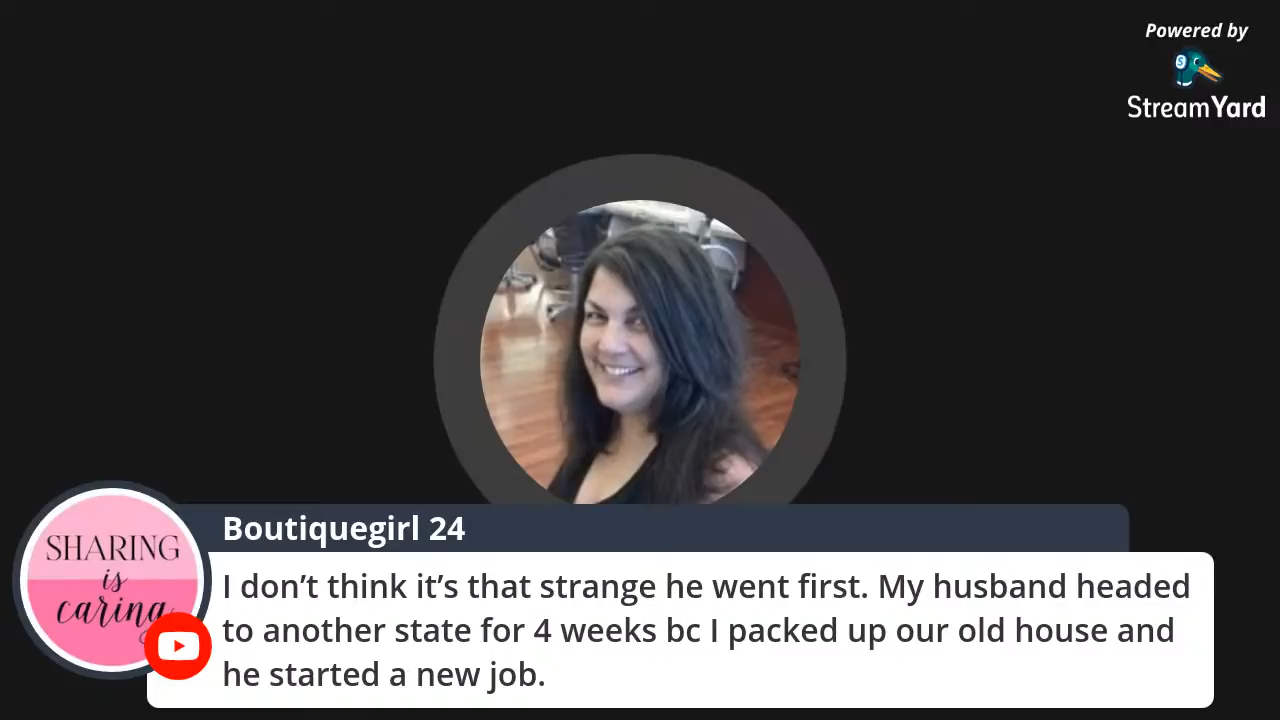 Powered by
StreamYard
Boutiquegirl 24
SHARING
is
caring
I don’t think it’s that strange he went first. My husband headed
to another state for 4 weeks bc I packed up our old house and
he started a new job.